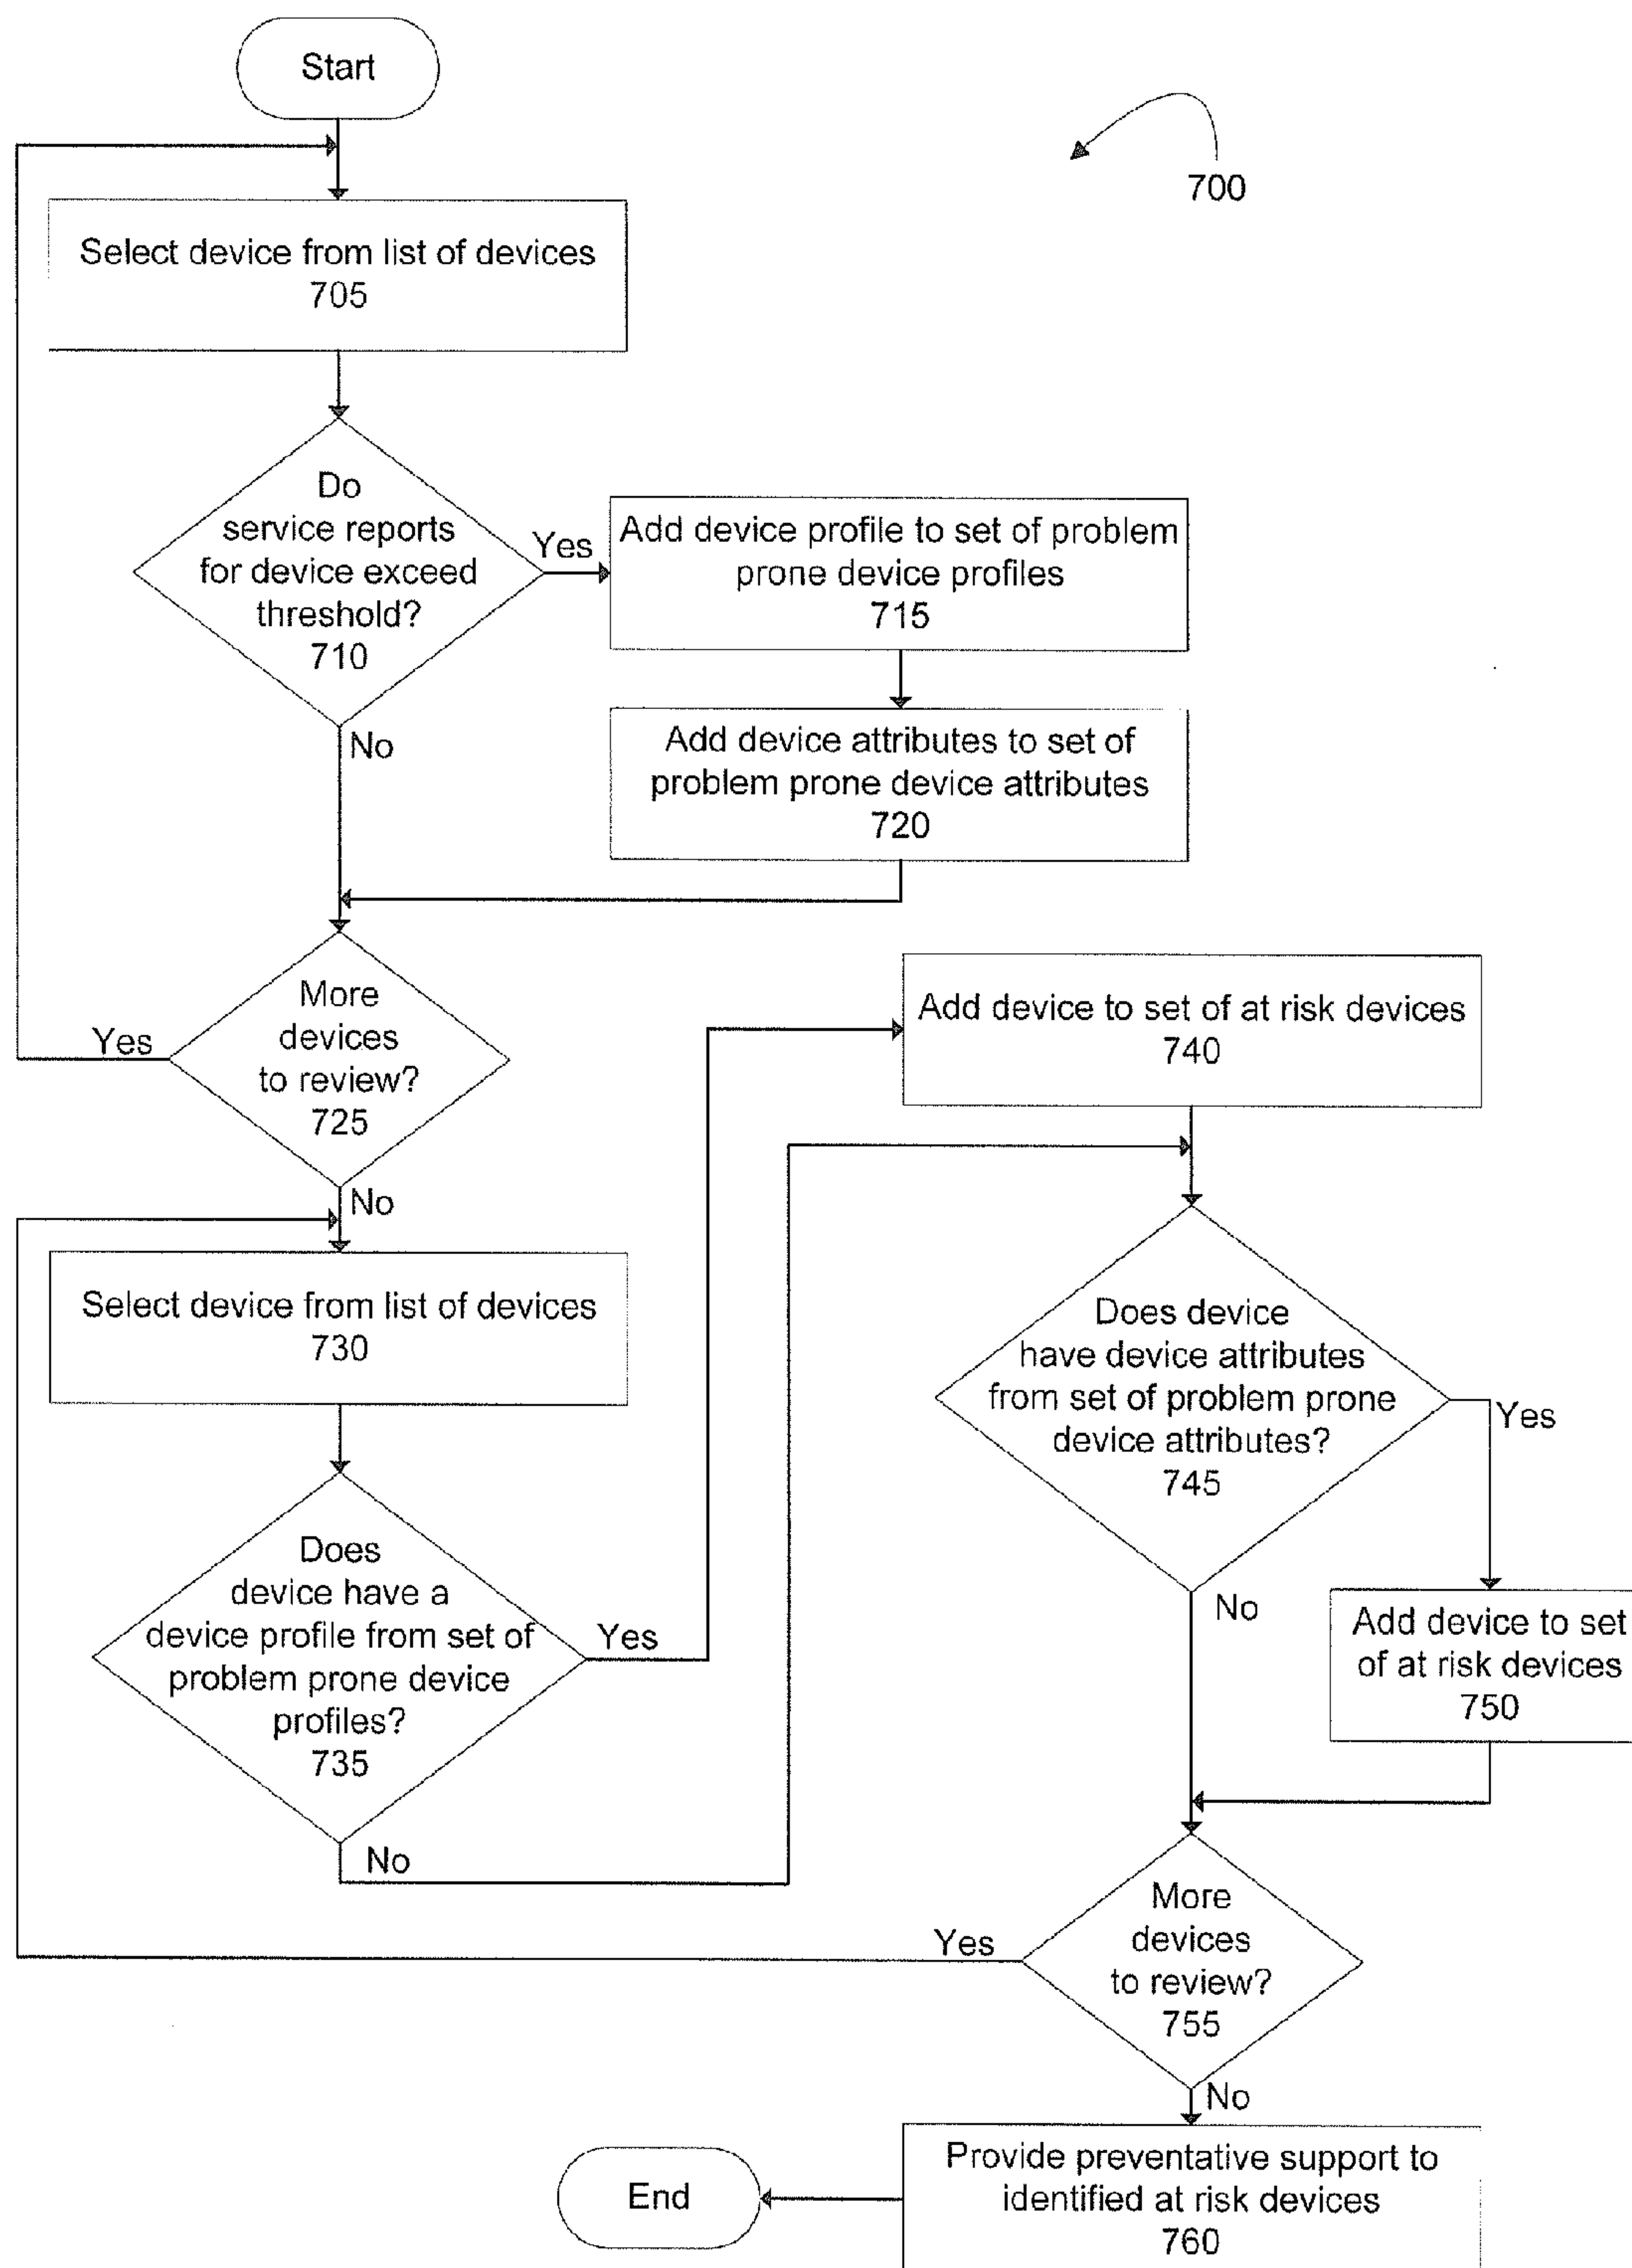 Start
700
Select device from list of devices
705
Do
service reports
for device exceed
threshold?
710
Yes
Add device profile to set of problem
prone device profiles
715
No
Add device attributes to set of
problem prone device attributes
720
More
devices
to review?
725
Yes
No
Select device from list of devices
730
Does
device have a
device profile from set of
problem prone device
profiles?
735
Yes
No
Add device to set of at risk devices
740
Does device
have device attributes
from set of problem prone
device attributes?
745
Yes
No
Add device to set
of at risk devices
750
More
devices
to review?
755
Yes
No
Provide preventative support to
identified at risk devices
760
End